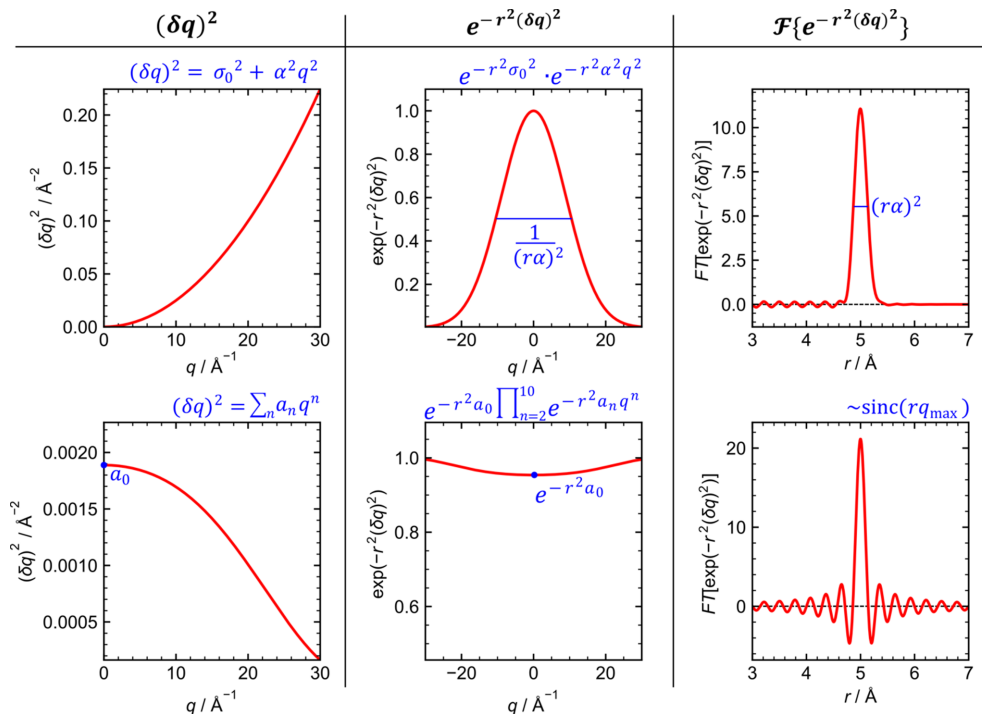 (δq)² e^{−r²(δq)²} ℱ{e^{−r²(δq)²}}
(δq)² = σ₀² + α²q²
0.20
0.15
0.10
0.05
0.00
(δq)² / Å⁻²
0 10 20 30
q / Å⁻¹
e^{−r²σ₀²} ·e^{−r²α²q²}
1.0
0.8
0.6
0.4
0.2
exp(−r²(δq)²)
1
(rα)²
−20 0 20
q / Å⁻¹
10.0
7.5
5.0
2.5
0.0
FT[exp(−r²(δq)²)]
(rα)²
3 4 5 6 7
r / Å
(δq)² = ∑ₙ aₙqⁿ
0.0020
0.0015
0.0010
0.0005
(δq)² / Å⁻²
a₀
0 10 20 30
q / Å⁻¹
e^{−r²a₀} ∏_{n=2}^{10} e^{−r²aₙqⁿ}
1.0
0.8
0.6
exp(−r²(δq)²)
e^{−r²a₀}
−20 0 20
q / Å⁻¹
~sinc(rq_{max})
20
10
0
FT[exp(−r²(δq)²)]
3 4 5 6 7
r / Å